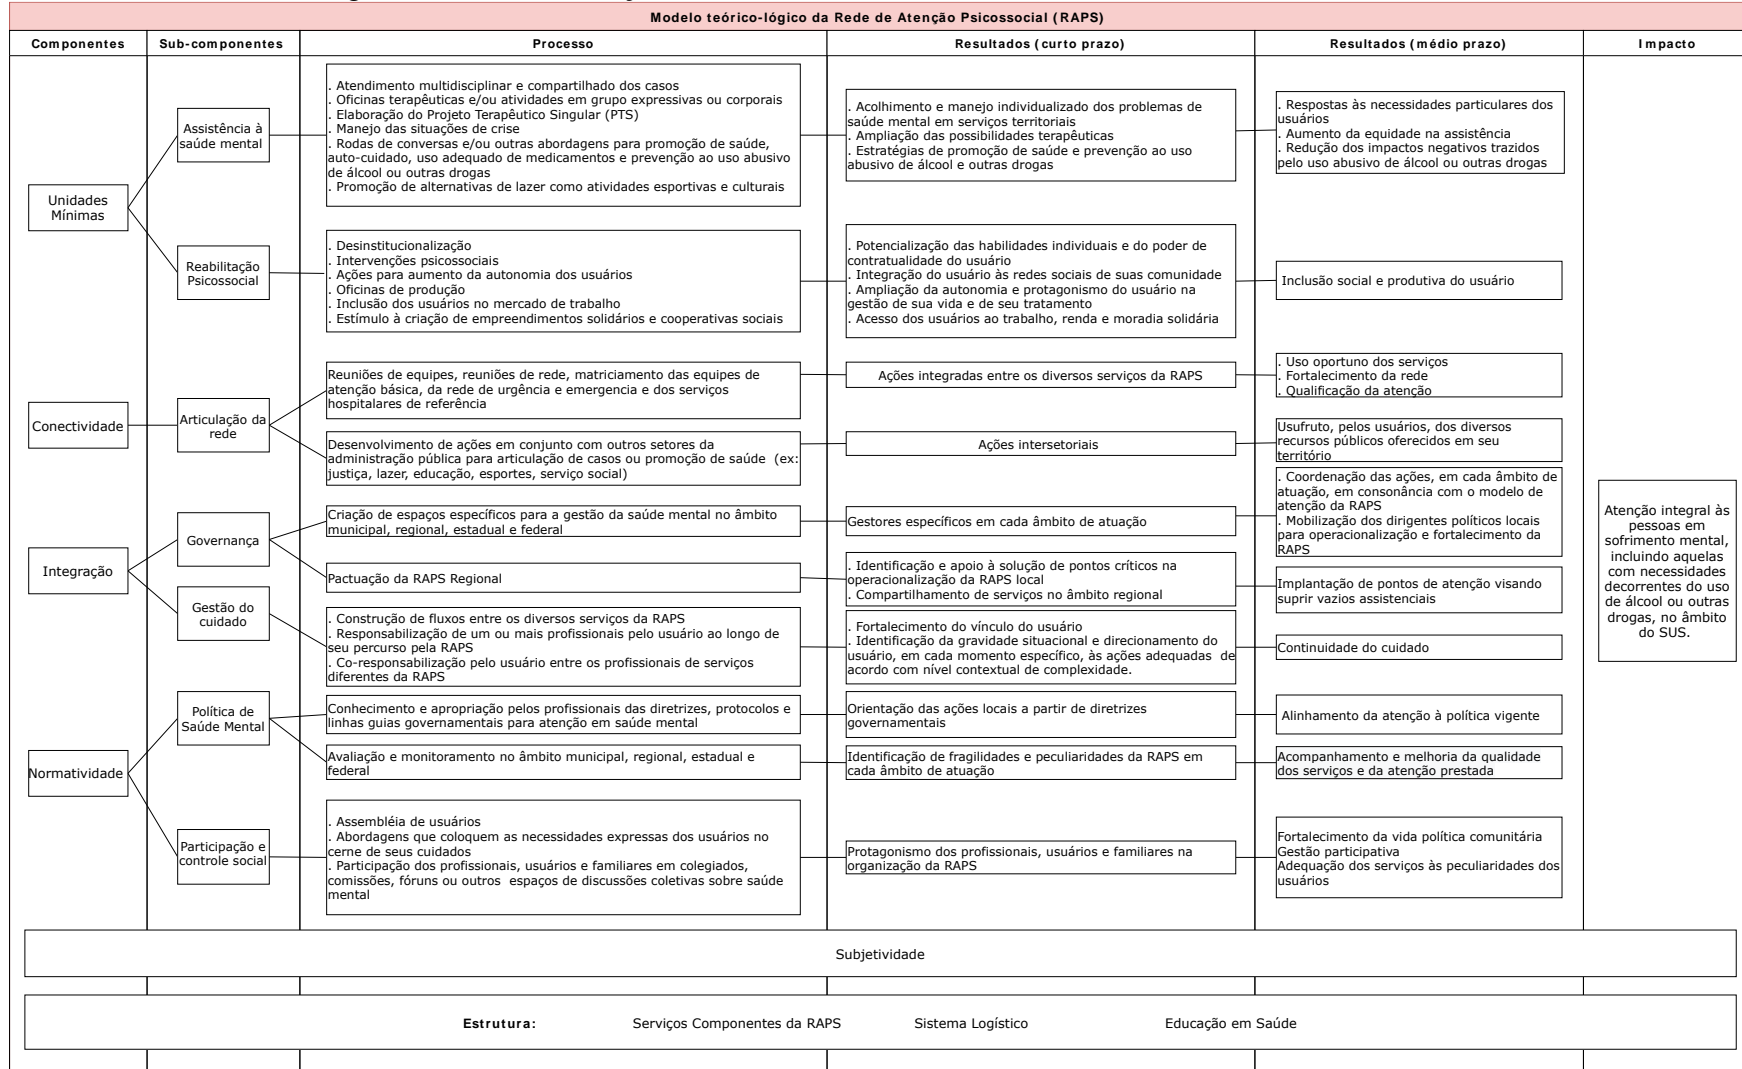 Modelo teórico-lógico da Rede de Atenção Psicossocial (RAPS)
Componentes
Sub-componentes
Processo
Resultados (curto prazo)
Resultados (médio prazo)
Impacto
Unidades
Mínimas
Assistência à
saúde mental
. Atendimento multidisciplinar e compartilhado dos casos
. Oficinas terapêuticas e/ou atividades em grupo expressivas ou corporais
. Elaboração do Projeto Terapêutico Singular (PTS)
. Manejo das situações de crise
. Rodas de conversas e/ou outras abordagens para promoção de saúde,
auto-cuidado, uso adequado de medicamentos e prevenção ao uso abusivo
de álcool ou outras drogas
. Promoção de alternativas de lazer como atividades esportivas e culturais
. Acolhimento e manejo individualizado dos problemas de
saúde mental em serviços territoriais
. Ampliação das possibilidades terapêuticas
. Estratégias de promoção de saúde e prevenção ao uso
abusivo de álcool e outras drogas
. Respostas às necessidades particulares dos
usuários
. Aumento da equidade na assistência
. Redução dos impactos negativos trazidos
pelo uso abusivo de álcool ou outras drogas
Reabilitação
Psicossocial
. Desinstitucionalização
. Intervenções psicossociais
. Ações para aumento da autonomia dos usuários
. Oficinas de produção
. Inclusão dos usuários no mercado de trabalho
. Estímulo à criação de empreendimentos solidários e cooperativas sociais
. Potencialização das habilidades individuais e do poder de
contratualidade do usuário
. Integração do usuário às redes sociais de suas comunidade
. Ampliação da autonomia e protagonismo do usuário na
gestão de sua vida e de seu tratamento
. Acesso dos usuários ao trabalho, renda e moradia solidária
Inclusão social e produtiva do usuário
Conectividade
Articulação da
rede
Reuniões de equipes, reuniões de rede, matriciamento das equipes de
atenção básica, da rede de urgência e emergencia e dos serviços
hospitalares de referência
Ações integradas entre os diversos serviços da RAPS
. Uso oportuno dos serviços
. Fortalecimento da rede
. Qualificação da atenção
Desenvolvimento de ações em conjunto com outros setores da
administração pública para articulação de casos ou promoção de saúde (ex:
justiça, lazer, educação, esportes, serviço social)
Ações intersetoriais
Usufruto, pelos usuários, dos diversos
recursos públicos oferecidos em seu
território
Integração
Governança
Criação de espaços específicos para a gestão da saúde mental no âmbito
municipal, regional, estadual e federal
Gestores específicos em cada âmbito de atuação
. Coordenação das ações, em cada âmbito de
atuação, em consonância com o modelo de
atenção da RAPS
. Mobilização dos dirigentes políticos locais
para operacionalização e fortalecimento da
RAPS
Pactuação da RAPS Regional
. Identificação e apoio à solução de pontos críticos na
operacionalização da RAPS local
. Compartilhamento de serviços no âmbito regional
Implantação de pontos de atenção visando
suprir vazios assistenciais
Gestão do
cuidado
. Construção de fluxos entre os diversos serviços da RAPS
. Responsabilização de um ou mais profissionais pelo usuário ao longo de
seu percurso pela RAPS
. Co-responsabilização pelo usuário entre os profissionais de serviços
diferentes da RAPS
. Fortalecimento do vínculo do usuário
. Identificação da gravidade situacional e direcionamento do
usuário, em cada momento específico, às ações adequadas de
acordo com nível contextual de complexidade.
Continuidade do cuidado
Atenção integral às
pessoas em
sofrimento mental,
incluindo aquelas
com necessidades
decorrentes do uso
de álcool ou outras
drogas, no âmbito
do SUS.
Normatividade
Política de
Saúde Mental
Conhecimento e apropriação pelos profissionais das diretrizes, protocolos e
linhas guias governamentais para atenção em saúde mental
Orientação das ações locais a partir de diretrizes
governamentais
Alinhamento da atenção à política vigente
Avaliação e monitoramento no âmbito municipal, regional, estadual e
federal
Identificação de fragilidades e peculiaridades da RAPS em
cada âmbito de atuação
Acompanhamento e melhoria da qualidade
dos serviços e da atenção prestada
Participação e
controle social
. Assembléia de usuários
. Abordagens que coloquem as necessidades expressas dos usuários no
cerne de seus cuidados
. Participação dos profissionais, usuários e familiares em colegiados,
comissões, fóruns ou outros espaços de discussões coletivas sobre saúde
mental
Protagonismo dos profissionais, usuários e familiares na
organização da RAPS
Fortalecimento da vida política comunitária
Gestão participativa
Adequação dos serviços às peculiaridades dos
usuários
Subjetividade
Estrutura: Serviços Componentes da RAPS Sistema Logístico Educação em Saúde